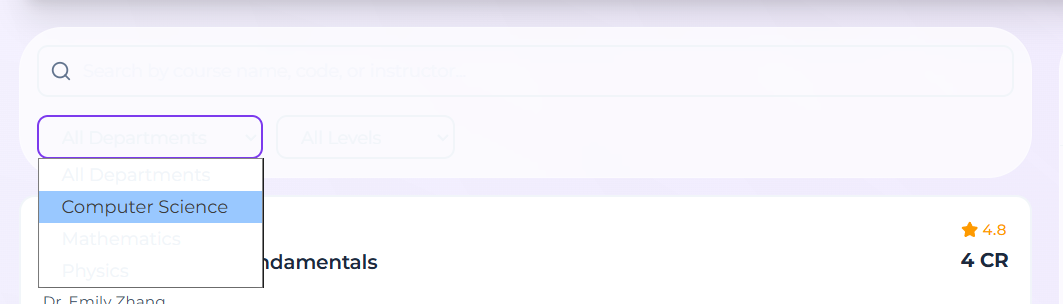 Search by course name, code, or instructor...
All Departments
All Levels
All Departments
Computer Science
Mathematics
Physics
4.8
ndamentals
4 CR
Dr. Emily Zhang